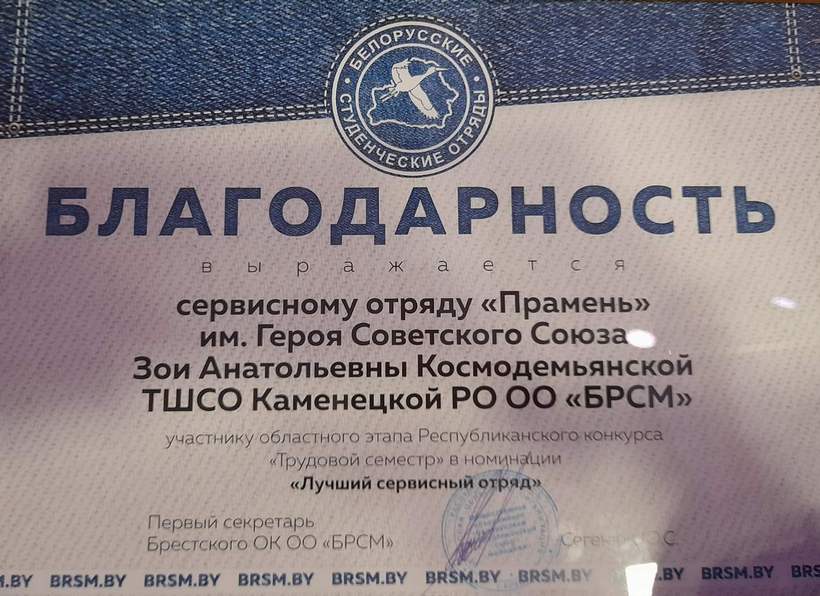 БЕЛОРУССКИЕ
СТУДЕНЧЕСКИЕ ОТРЯДЫ
БЛАГОДАРНОСТЬ
выражается
сервисному отряду «Прамень»
им. Героя Советского Союза
Зои Анатольевны Космодемьянской
ТШСО Каменецкой РО ОО «БРСМ»
участнику областного этапа Республиканского конкурса
«Трудовой семестр» в номинации
«Лучший сервисный отряд»
Первый секретарь
Брестского ОК ОО «БРСМ»
BRSM.BY BRSM.BY BRSM.BY BRSM.BY BRSM.BY BRSM.BY BRSM.BY